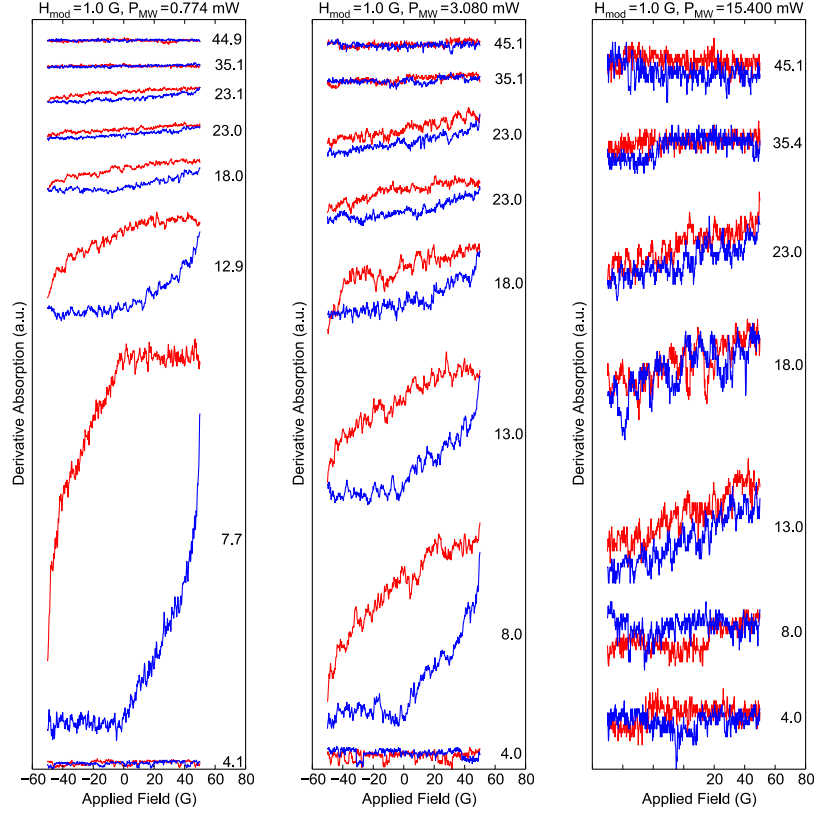 H_mod=1.0 G, P_MW=0.774 mW
H_mod=1.0 G, P_MW=3.080 mW
H_mod=1.0 G, P_MW=15.400 mW
Derivative Absorption (a.u.)
44.9
35.1
23.1
23.0
18.0
12.9
7.7
4.1
−60 −40 −20 0 20 40 60 80
Applied Field (G)
Derivative Absorption (a.u.)
45.1
35.1
23.0
23.0
18.0
13.0
8.0
4.0
−60 −40 −20 0 20 40 60 80
Applied Field (G)
Derivative Absorption (a.u.)
45.1
35.4
23.0
18.0
13.0
8.0
4.0
20 40 60 80
Applied Field (G)